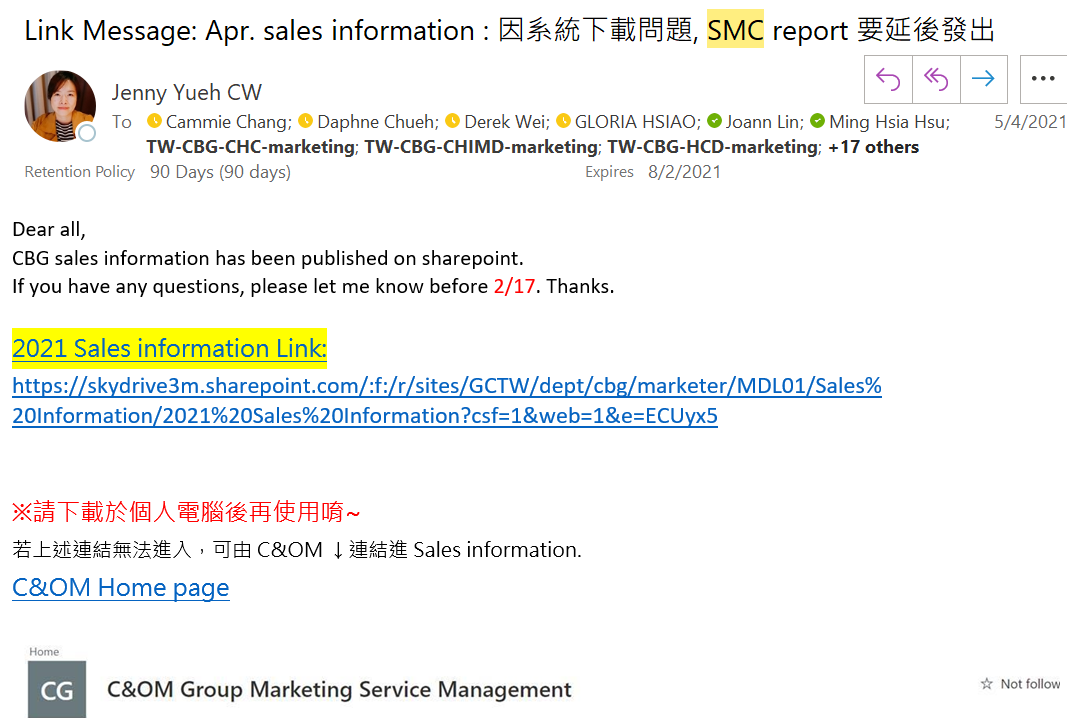 Link Message: Apr. sales information : 因系統下載問題, SMC report 要延後發出
Jenny Yueh CW
To Cammie Chang; Daphne Chueh; Derek Wei; GLORIA HSIAO; Joann Lin; Ming Hsia Hsu; 5/4/2021
TW-CBG-CHC-marketing; TW-CBG-CHIMD-marketing; TW-CBG-HCD-marketing; +17 others
Retention Policy 90 Days (90 days) Expires 8/2/2021
Dear all,
CBG sales information has been published on sharepoint.
If you have any questions, please let me know before 2/17. Thanks.
2021 Sales information Link:
https://skydrive3m.sharepoint.com/:f:/r/sites/GCTW/dept/cbg/marketer/MDL01/Sales%
20Information/2021%20Sales%20Information?csf=1&web=1&e=ECUyx5
※請下載於個人電腦後再使用唷~
若上述連結無法進入，可由 C&OM ↓連結進 Sales information.
C&OM Home page
Home
CG
C&OM Group Marketing Service Management
☆ Not follow